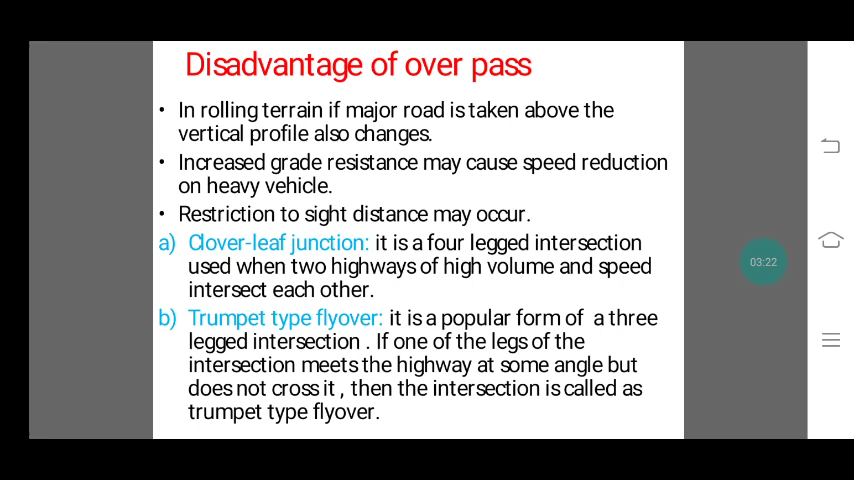 Disadvantage of over pass
• In rolling terrain if major road is taken above the
vertical profile also changes.
• Increased grade resistance may cause speed reduction
on heavy vehicle.
• Restriction to sight distance may occur.
a) Clover-leaf junction: it is a four legged intersection
used when two highways of high volume and speed
intersect each other.
b) Trumpet type flyover: it is a popular form of a three
legged intersection . If one of the legs of the
intersection meets the highway at some angle but
does not cross it , then the intersection is called as
trumpet type flyover.
03:22